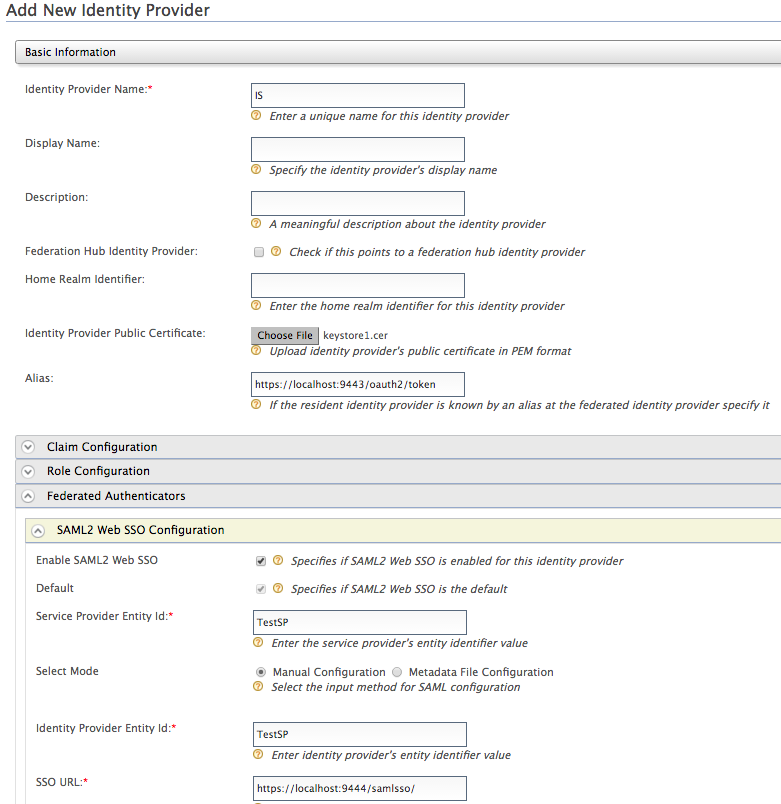 Add New Identity Provider
Basic Information
Identity Provider Name:*
IS
? Enter a unique name for this identity provider
Display Name:
? Specify the identity provider's display name
Description:
? A meaningful description about the identity provider
Federation Hub Identity Provider:
? Check if this points to a federation hub identity provider
Home Realm Identifier:
? Enter the home realm identifier for this identity provider
Identity Provider Public Certificate:
Choose File keystore1.cer
? Upload identity provider's public certificate in PEM format
Alias:
https://localhost:9443/oauth2/token
? If the resident identity provider is known by an alias at the federated identity provider specify it
Claim Configuration
Role Configuration
Federated Authenticators
SAML2 Web SSO Configuration
Enable SAML2 Web SSO
? Specifies if SAML2 Web SSO is enabled for this identity provider
Default
? Specifies if SAML2 Web SSO is the default
Service Provider Entity Id:*
TestSP
? Enter the service provider's entity identifier value
Select Mode
Manual Configuration Metadata File Configuration
? Select the input method for SAML configuration
Identity Provider Entity Id:*
TestSP
? Enter identity provider's entity identifier value
SSO URL:*
https://localhost:9444/samlsso/